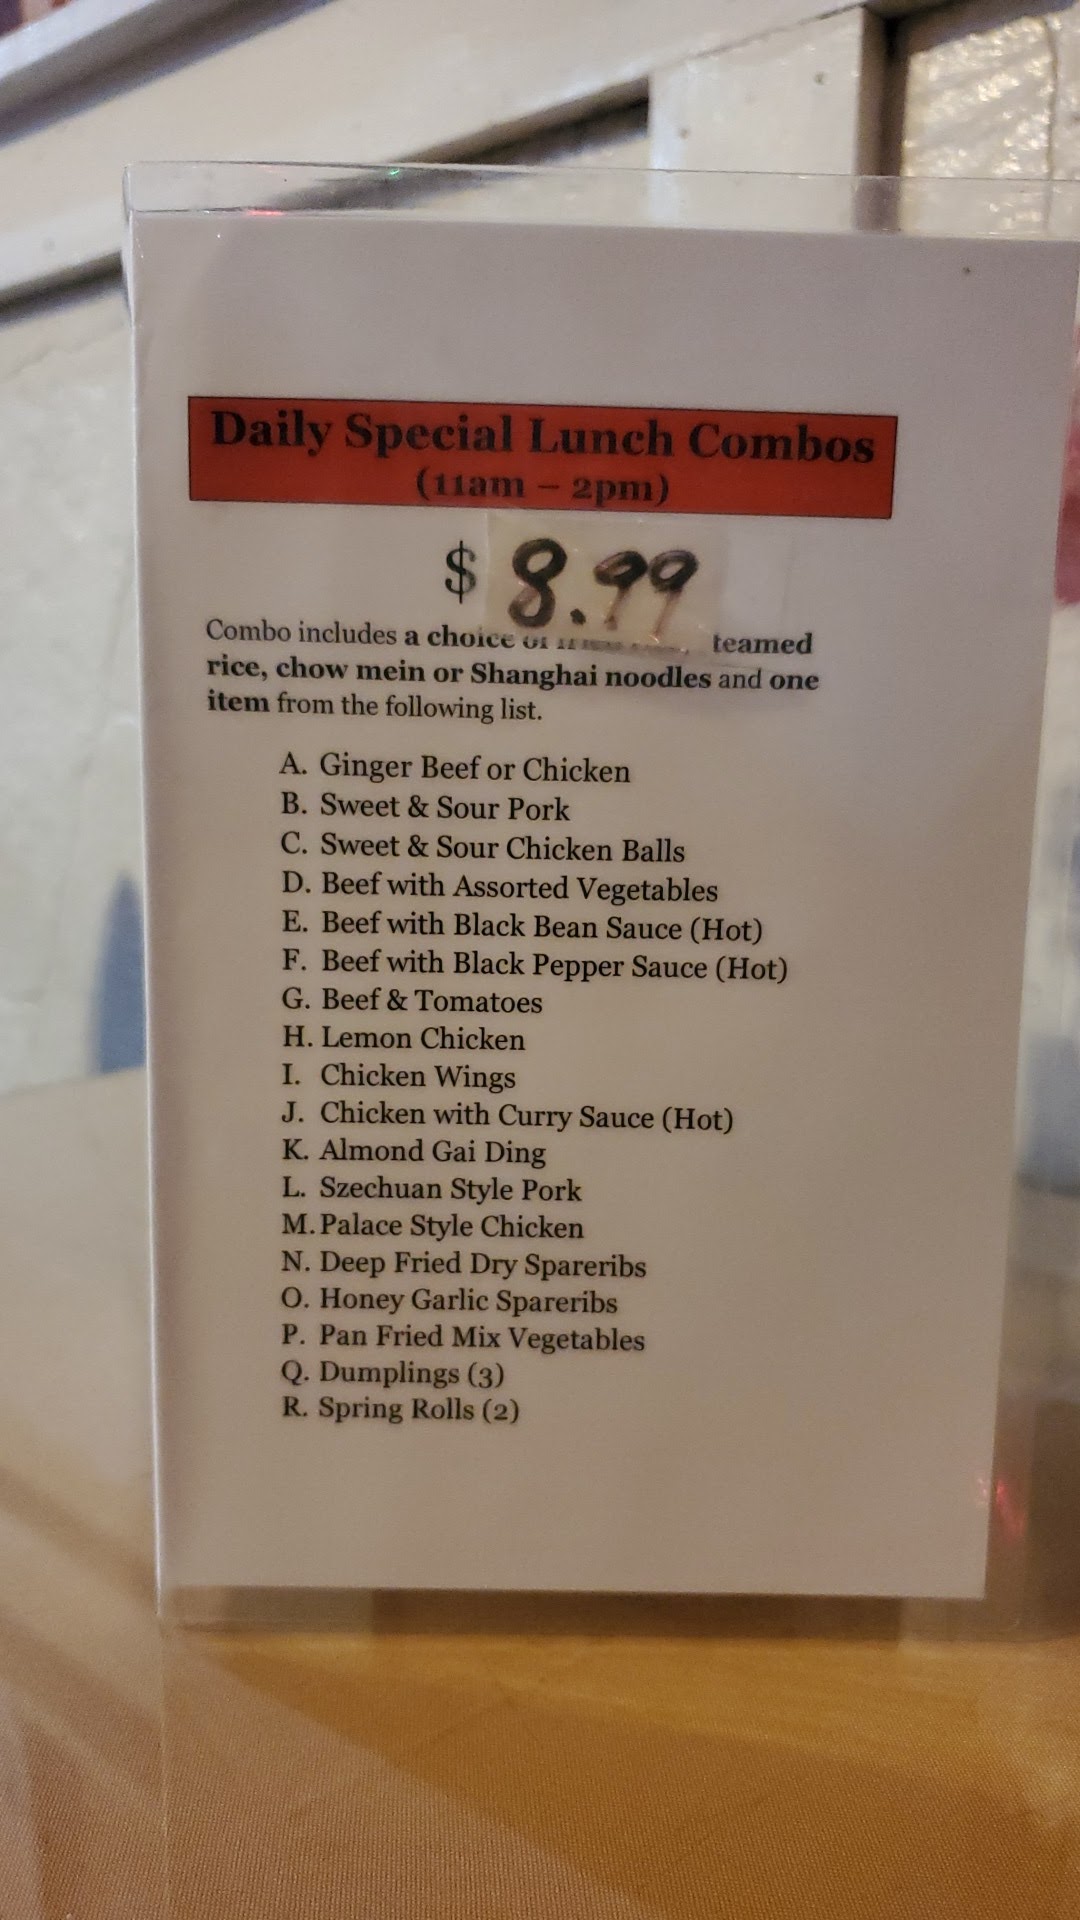 Daily Special Lunch Combos
(11am – 2pm)
$ 8.99
Combo includes a choice of teamed
rice, chow mein or Shanghai noodles and one
item from the following list.
A. Ginger Beef or Chicken
B. Sweet & Sour Pork
C. Sweet & Sour Chicken Balls
D. Beef with Assorted Vegetables
E. Beef with Black Bean Sauce (Hot)
F. Beef with Black Pepper Sauce (Hot)
G. Beef & Tomatoes
H. Lemon Chicken
I. Chicken Wings
J. Chicken with Curry Sauce (Hot)
K. Almond Gai Ding
L. Szechuan Style Pork
M. Palace Style Chicken
N. Deep Fried Dry Spareribs
O. Honey Garlic Spareribs
P. Pan Fried Mix Vegetables
Q. Dumplings (3)
R. Spring Rolls (2)